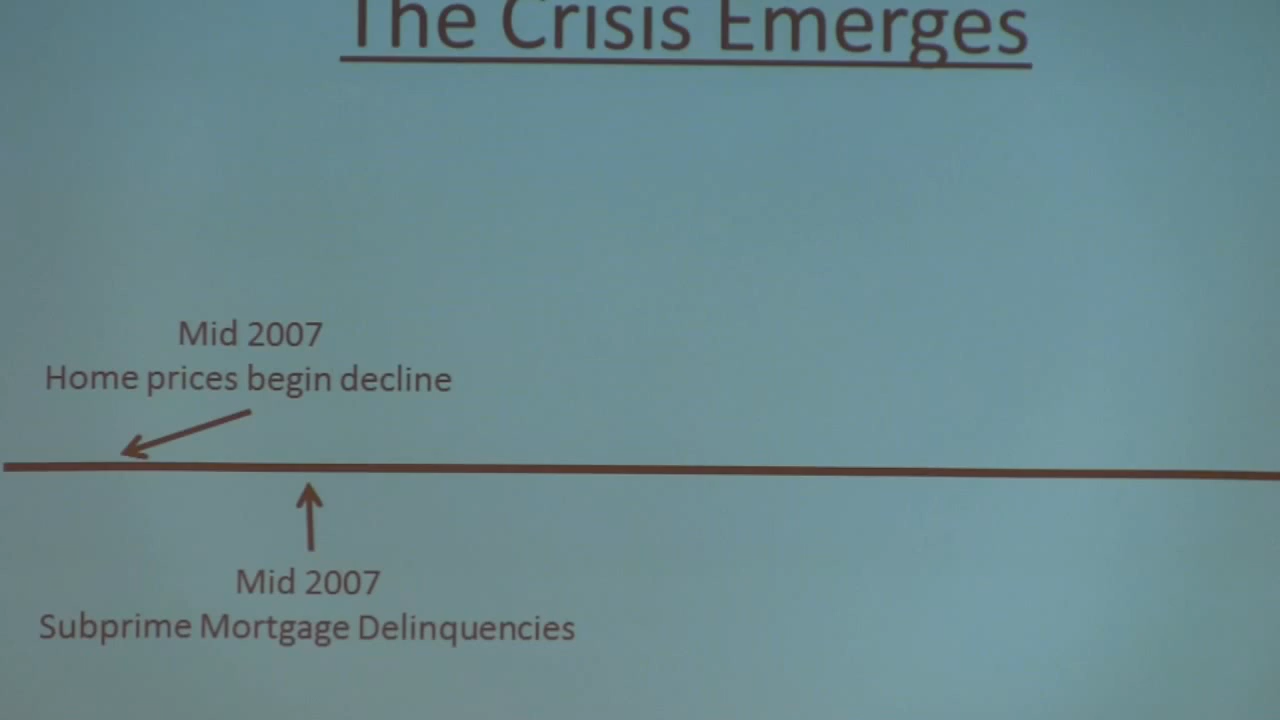 The Crisis Emerges
Mid 2007
Home prices begin decline
Mid 2007
Subprime Mortgage Delinquencies